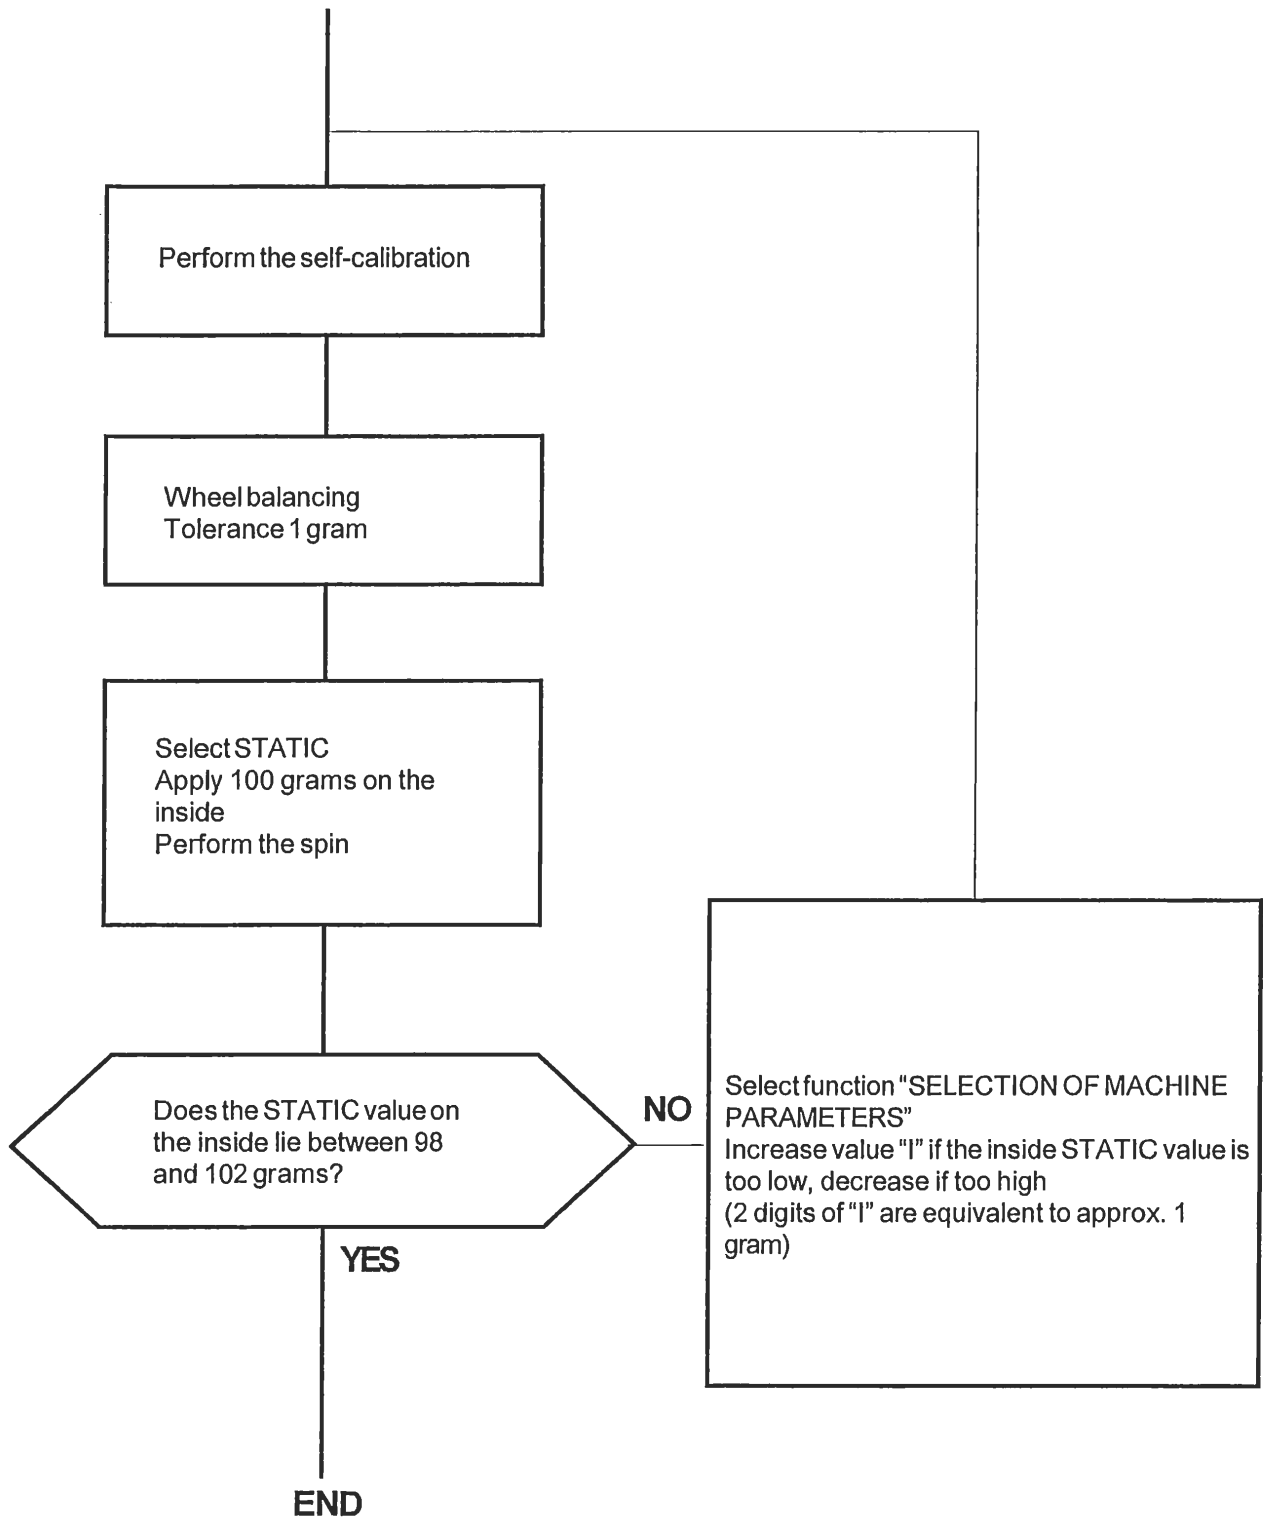 Perform the self-calibration
Wheel balancing
Tolerance 1 gram
Select STATIC
Apply 100 grams on the
inside
Perform the spin
Does the STATIC value on
the inside lie between 98
and 102 grams?
NO
Select function "SELECTION OF MACHINE
PARAMETERS"
Increase value "I" if the inside STATIC value is
too low, decrease if too high
(2 digits of "I" are equivalent to approx. 1
gram)
YES
END